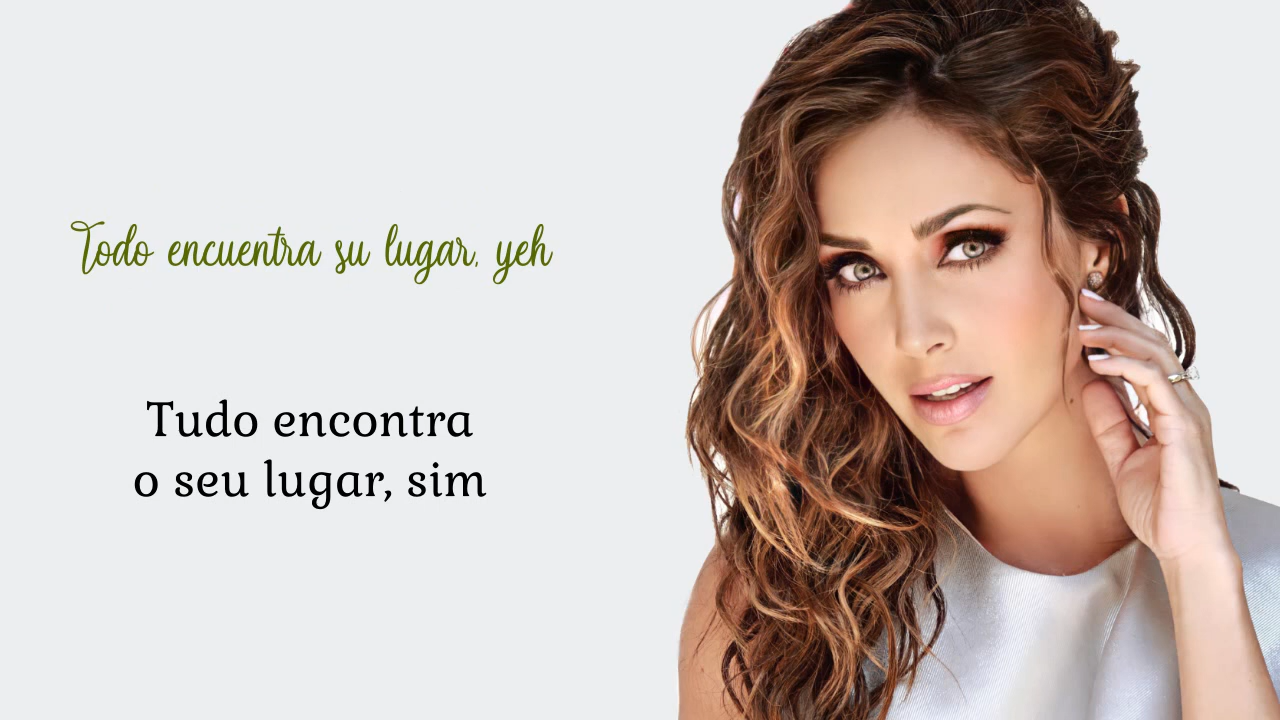 Todo encuentra su lugar, yeh
Tudo encontra
o seu lugar, sim